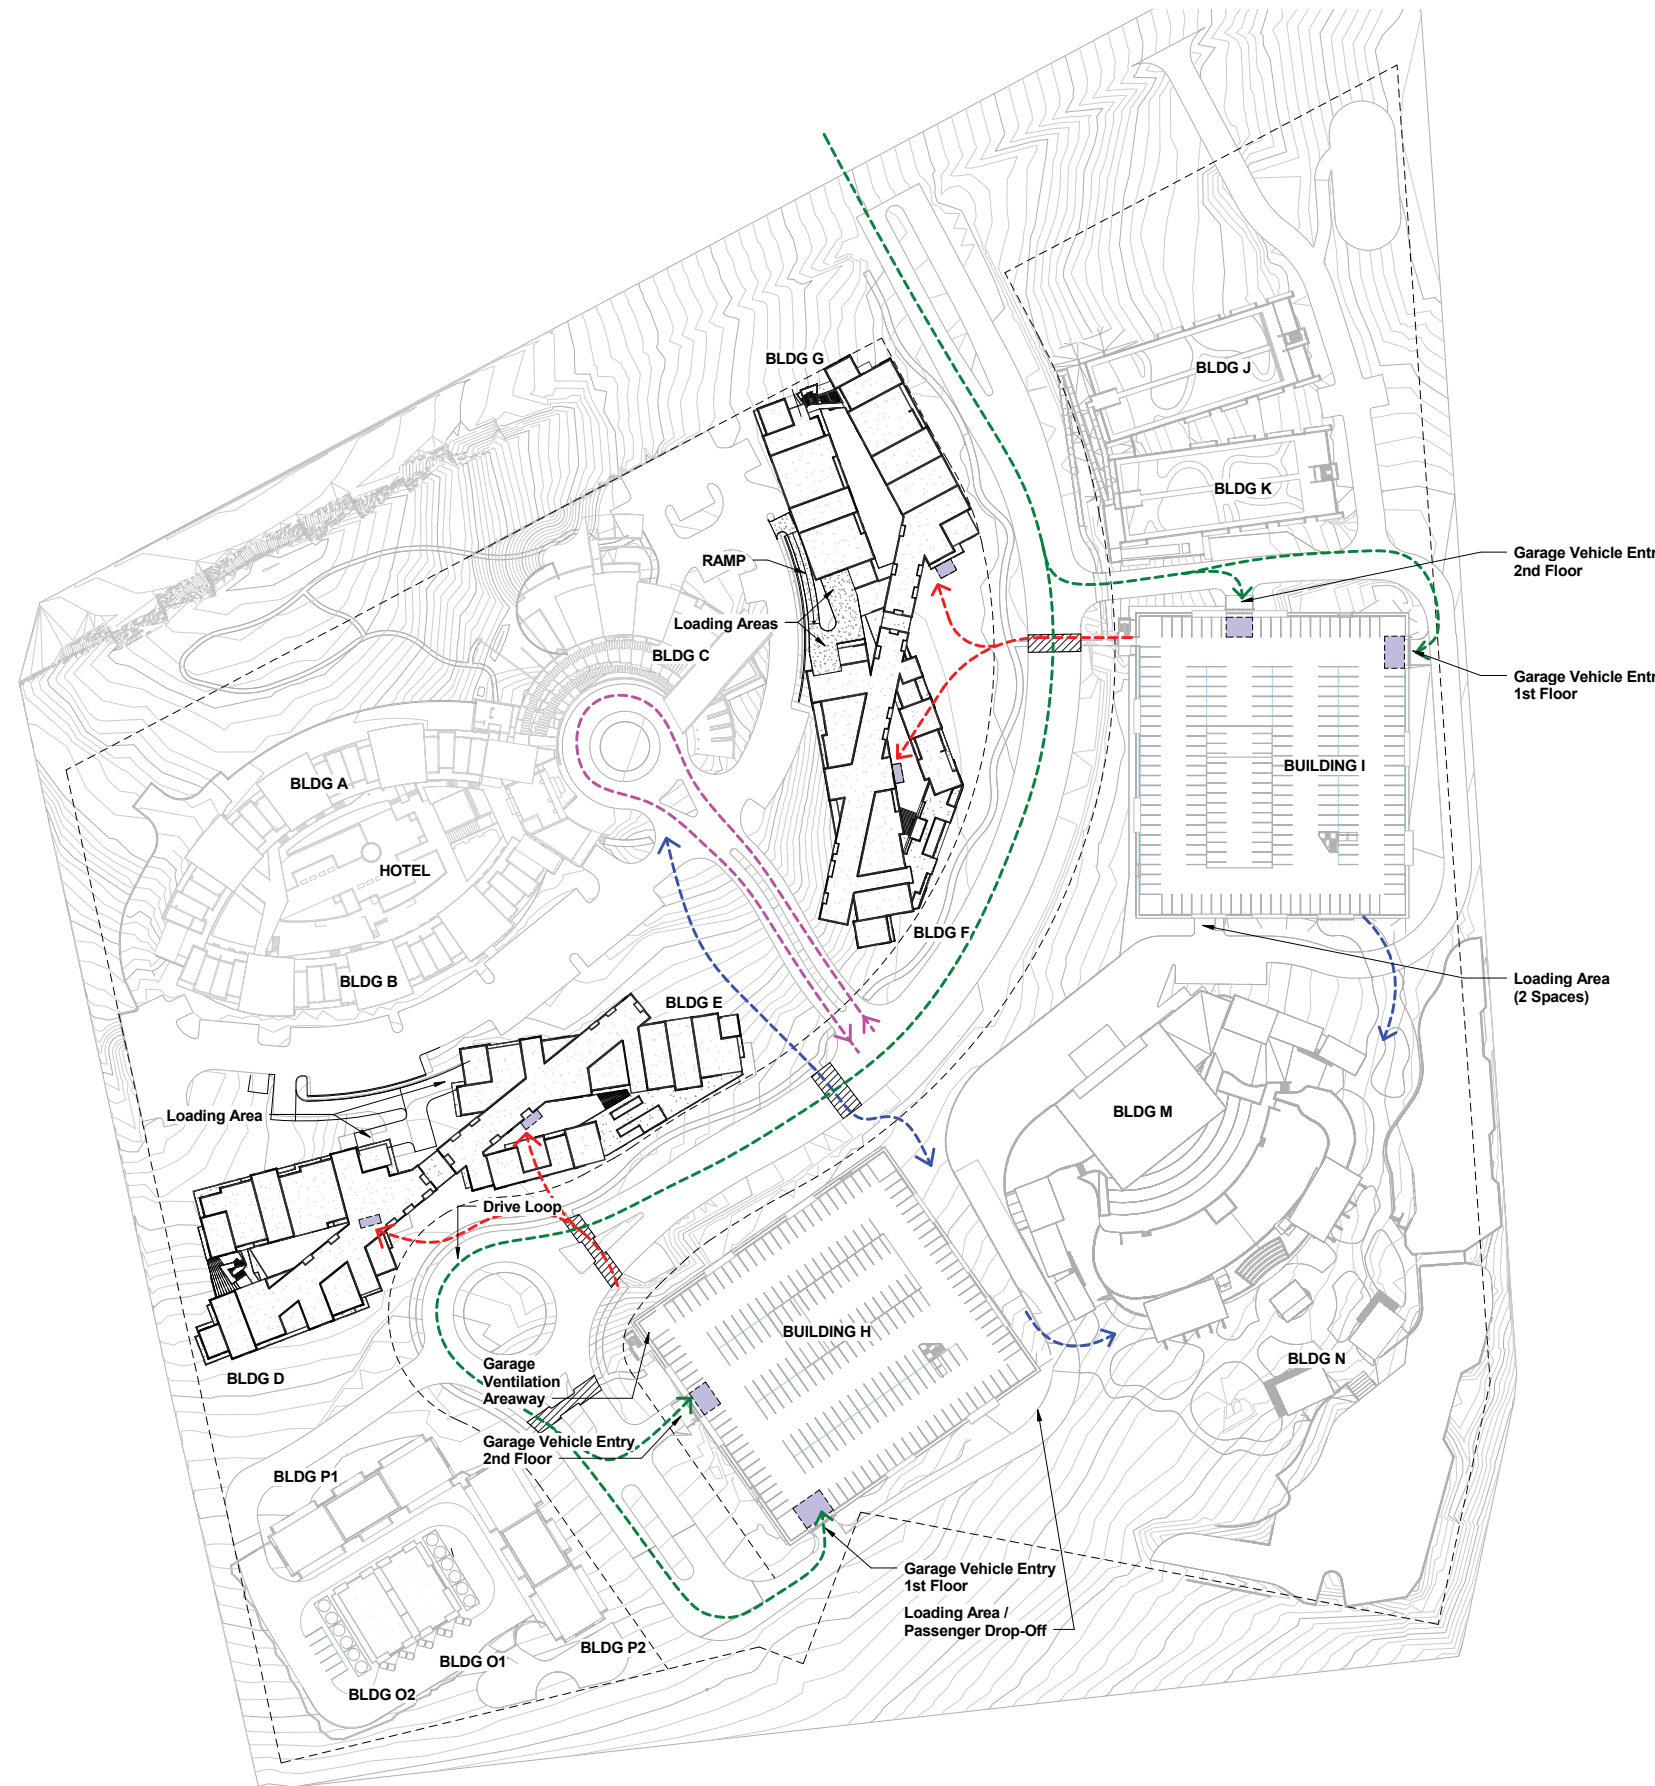 BLDG G
BLDG J
BLDG K
RAMP
Garage Vehicle Entr
2nd Floor
Loading Areas
BLDG C
Garage Vehicle Entr
1st Floor
BLDG A
BUILDING I
HOTEL
BLDG F
BLDG B
Loading Area
(2 Spaces)
BLDG E
Loading Area
BLDG M
Drive Loop
BUILDING H
BLDG N
BLDG D
Garage
Ventilation
Areaway
Garage Vehicle Entry
2nd Floor
BLDG P1
Garage Vehicle Entry
1st Floor
Loading Area /
Passenger Drop-Off
BLDG P2
BLDG O1
BLDG O2